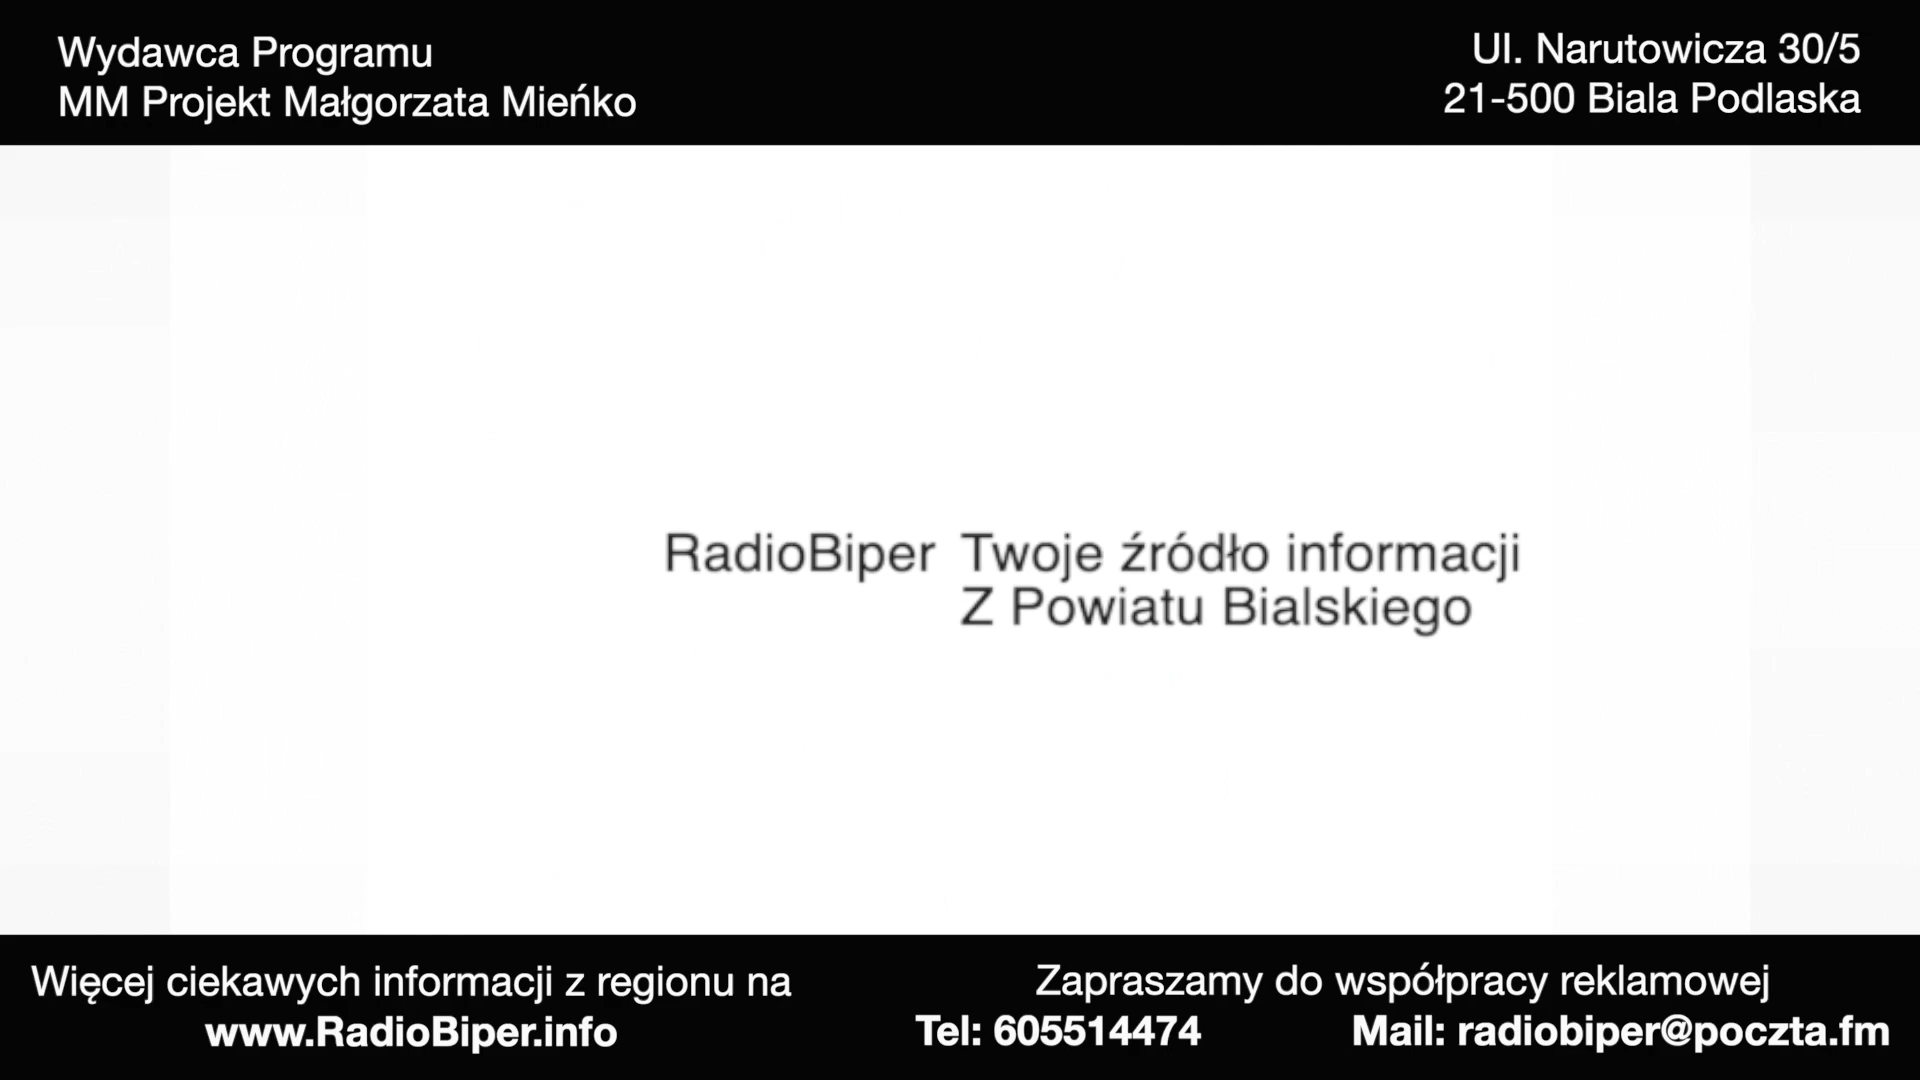 Wydawca Programu
MM Projekt Małgorzata Mieńko
Ul. Narutowicza 30/5
21-500 Biala Podlaska
RadioBiper Twoje źródło informacji
Z Powiatu Bialskiego
Więcej ciekawych informacji z regionu na
www.RadioBiper.info
Zapraszamy do współpracy reklamowej
Tel: 605514474 Mail: radiobiper@poczta.fm